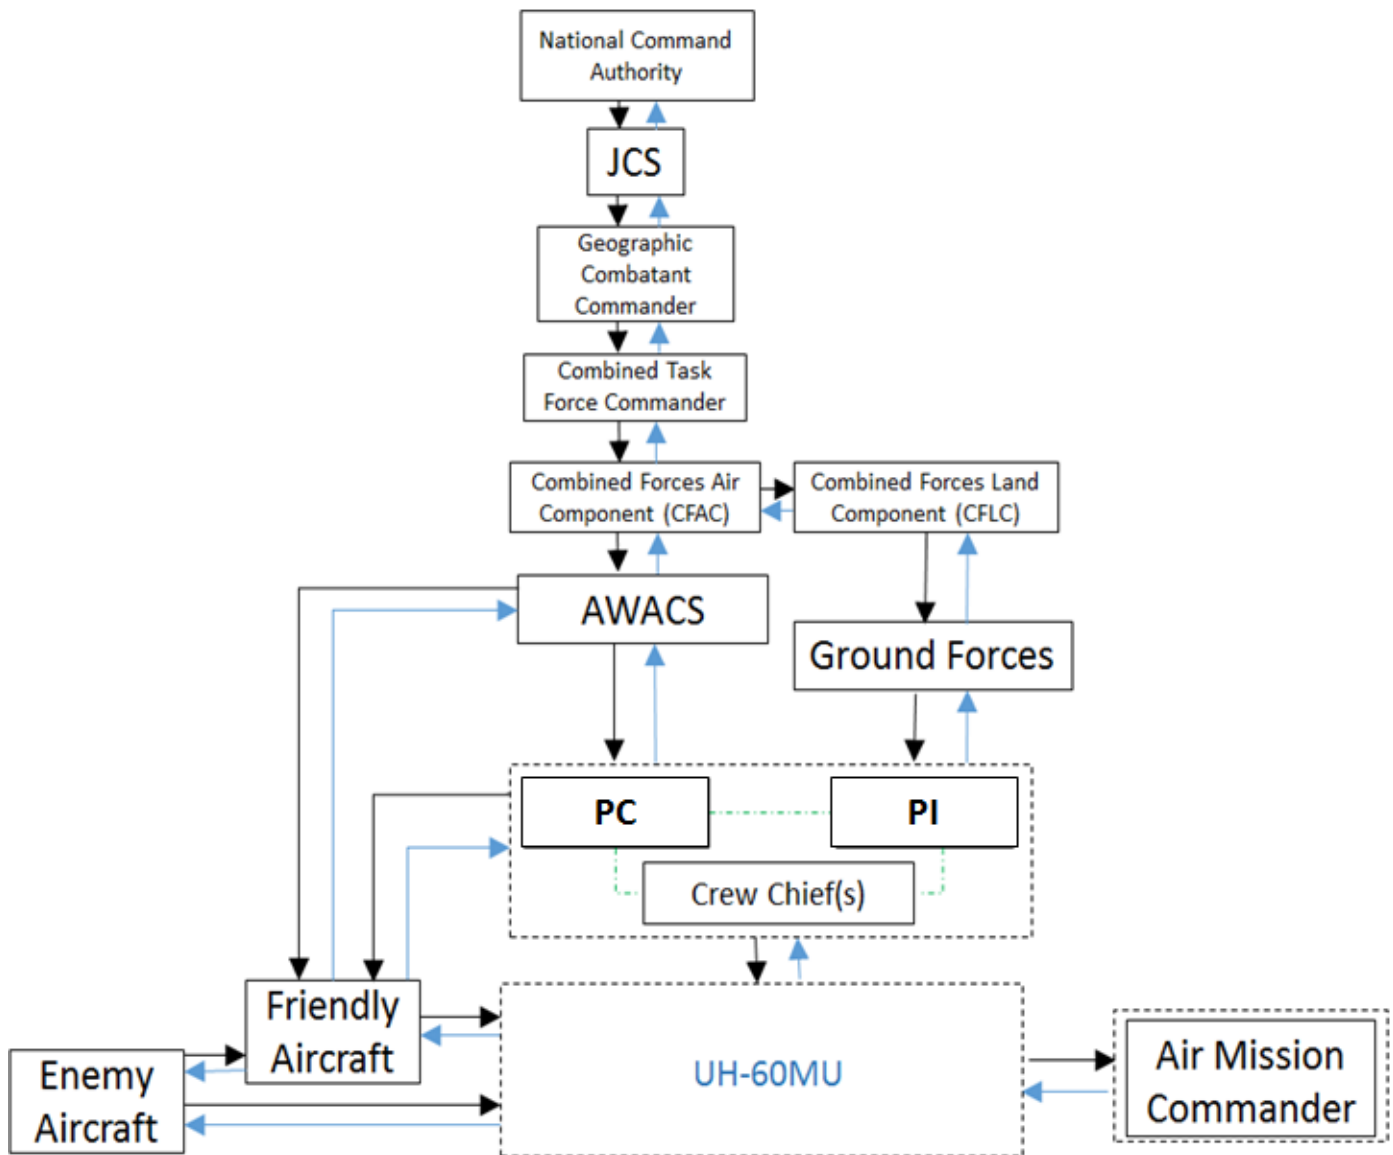 National Command
Authority
JCS
Geographic
Combatant
Commander
Combined Task
Force Commander
Combined Forces Air
Component (CFAC)
Combined Forces Land
Component (CFLC)
AWACS
Ground Forces
PC
PI
Crew Chief(s)
Friendly
Aircraft
Enemy
Aircraft
UH-60MU
Air Mission
Commander